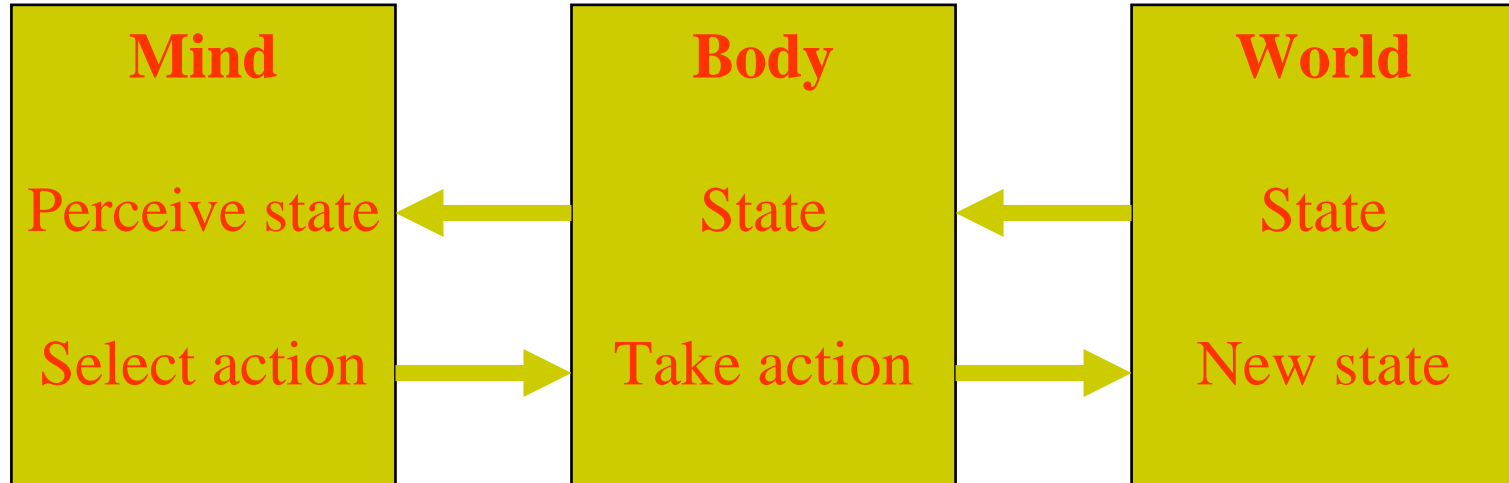 Mind
Perceive state
Select action
Body
State
Take action
World
State
New state